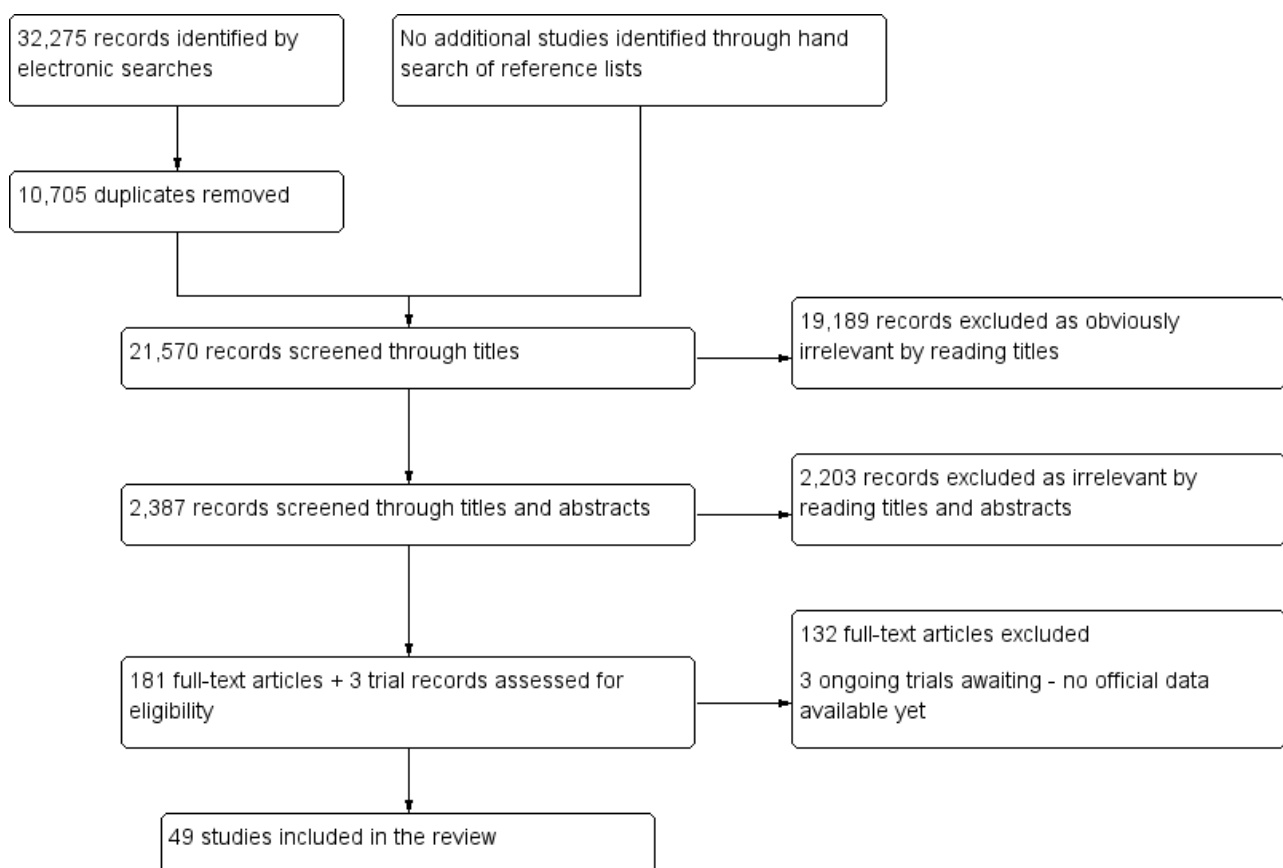 32,275 records identified by
electronic searches
No additional studies identified through hand
search of reference lists
10,705 duplicates removed
21,570 records screened through titles
19,189 records excluded as obviously
irrelevant by reading titles
2,387 records screened through titles and abstracts
2,203 records excluded as irrelevant by
reading titles and abstracts
181 full-text articles + 3 trial records assessed for
eligibility
132 full-text articles excluded
3 ongoing trials awaiting - no official data
available yet
49 studies included in the review